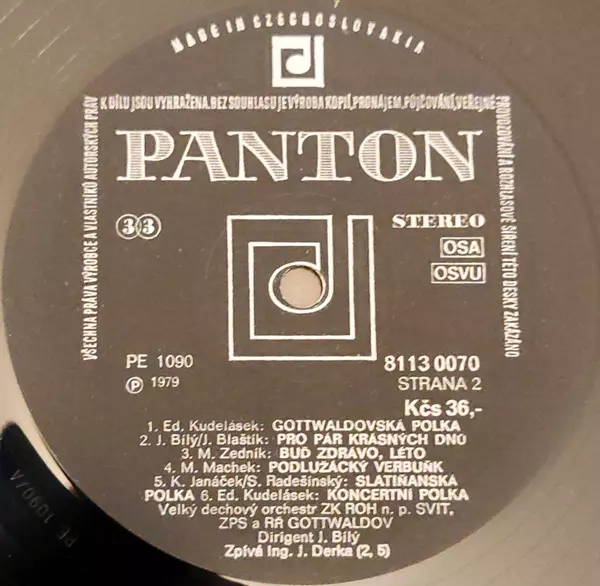 MADE IN CZECHOSLOVAKIA
VŠECHNA PRÁVA VÝROBCE A VLASTNÍKŮ AUTORSKÝCH PRÁV
K DÍLU JSOU VYHRAŽENA. BEZ SOUHLASU JE VÝROBA KOPIÍ, PRONÁJEM, PŮJČOVÁNÍ, VEŘEJNÉ
PROVOZOVÁNÍ A ROZHLASOVÉ ŠÍŘENÍ TÉTO DESKY ZAKÁZÁNO
PANTON
33
STEREO
OSA
OSVU
PE 1090
Ⓟ 1979
8113 0070
STRANA 2
Kčs 36,-
1. Ed. Kudelásek: GOTTWALDOVSKÁ POLKA
2. J. Bílý/J. Blaštík: PRO PÁR KRÁSNÝCH DNŮ
3. M. Zedník: BUĎ ZDRÁVO, LÉTO
4. M. Machek: PODLUŽÁCKÝ VERBUŇK
5. K. Janáček/S. Radešínský: SLATIŇANSKÁ
POLKA 6. Ed. Kudelásek: KONCERTNÍ POLKA
Velký dechový orchestr ZK ROH n. p. SVIT,
ZPS a RŘ GOTTWALDOV
Dirigent J. Bílý
Zpívá Ing. J. Derka (2, 5)
PE 1090/A